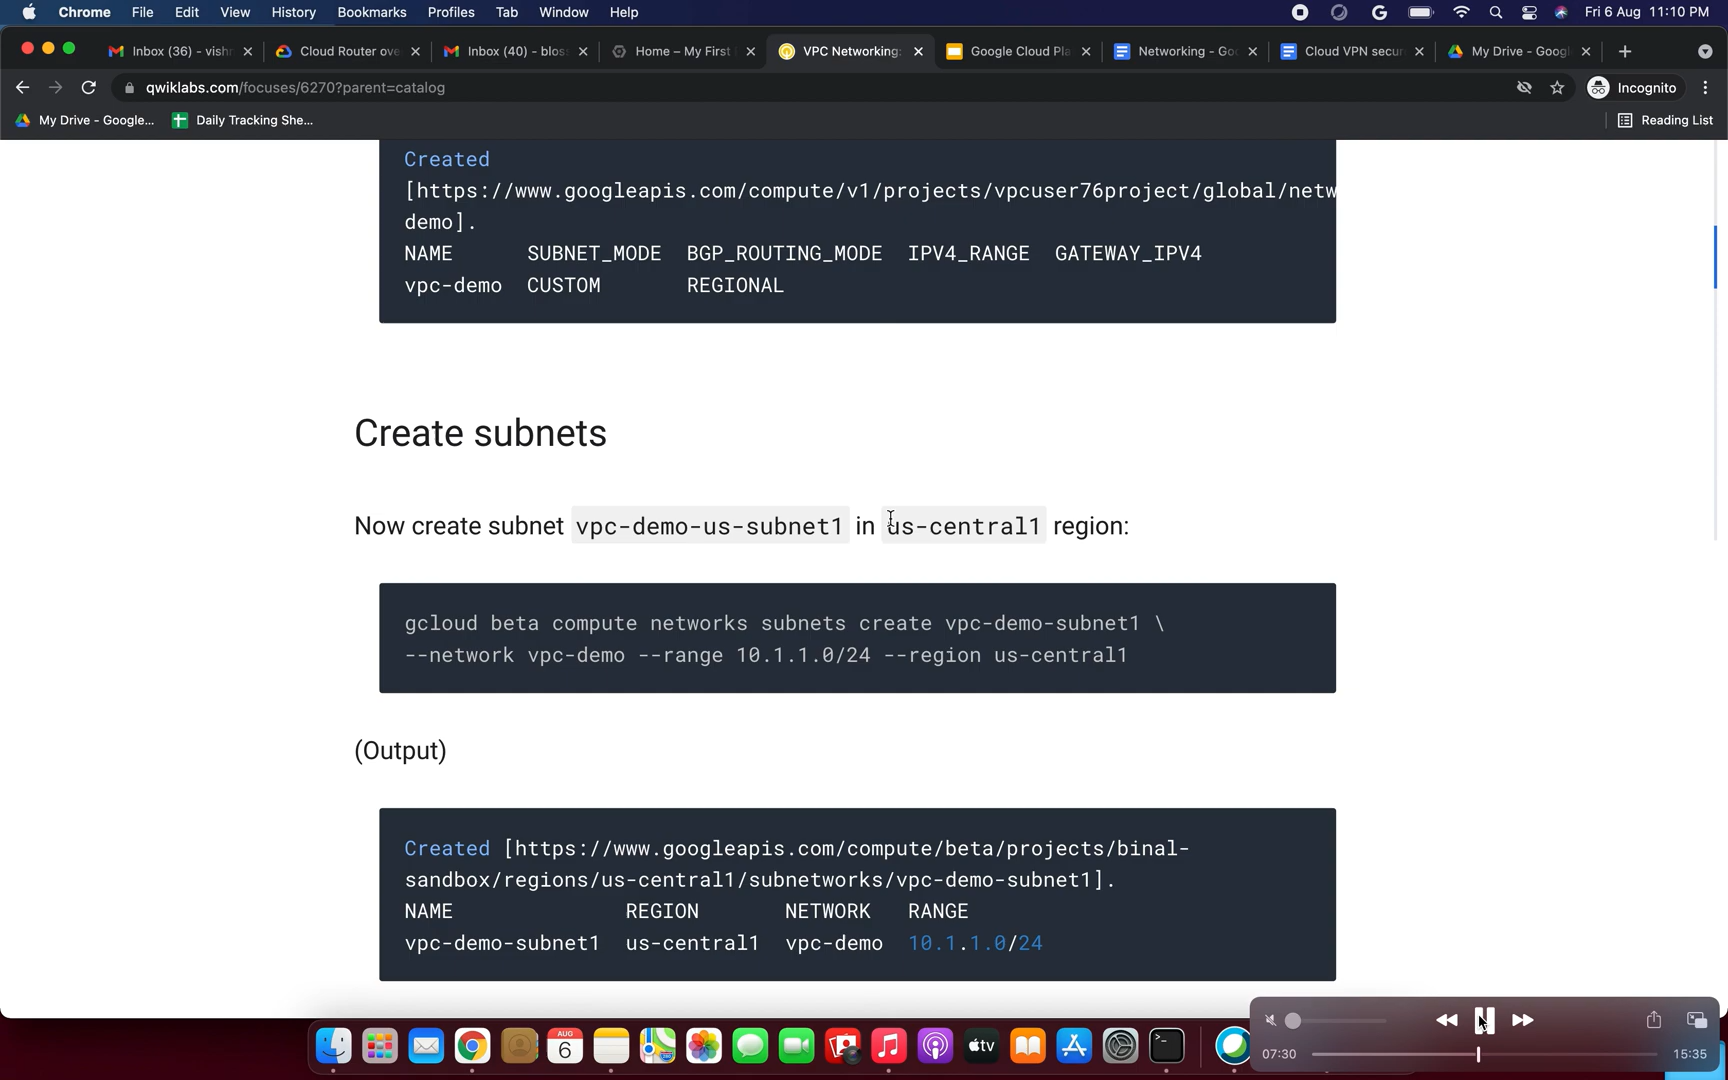 Chrome File Edit View History Bookmarks Profiles Tab Window Help Fri 6 Aug 11:10 PM
Inbox (36) - vishn Cloud Router ove Inbox (40) - blos Home – My First VPC Networking: Google Cloud Pla Networking - Goo Cloud VPN secur My Drive - Googl
qwiklabs.com/focuses/6270?parent=catalog Incognito
My Drive - Google... Daily Tracking She... Reading List
Created
[https://www.googleapis.com/compute/v1/projects/vpcuser76project/global/netw
demo].
NAME SUBNET_MODE BGP_ROUTING_MODE IPV4_RANGE GATEWAY_IPV4
vpc-demo CUSTOM REGIONAL
Create subnets
Now create subnet vpc-demo-us-subnet1 in us-central1 region:
gcloud beta compute networks subnets create vpc-demo-subnet1 \
--network vpc-demo --range 10.1.1.0/24 --region us-central1
(Output)
Created [https://www.googleapis.com/compute/beta/projects/binal-
sandbox/regions/us-central1/subnetworks/vpc-demo-subnet1].
NAME REGION NETWORK RANGE
vpc-demo-subnet1 us-central1 vpc-demo 10.1.1.0/24
AUG
6
tv
07:30 15:35